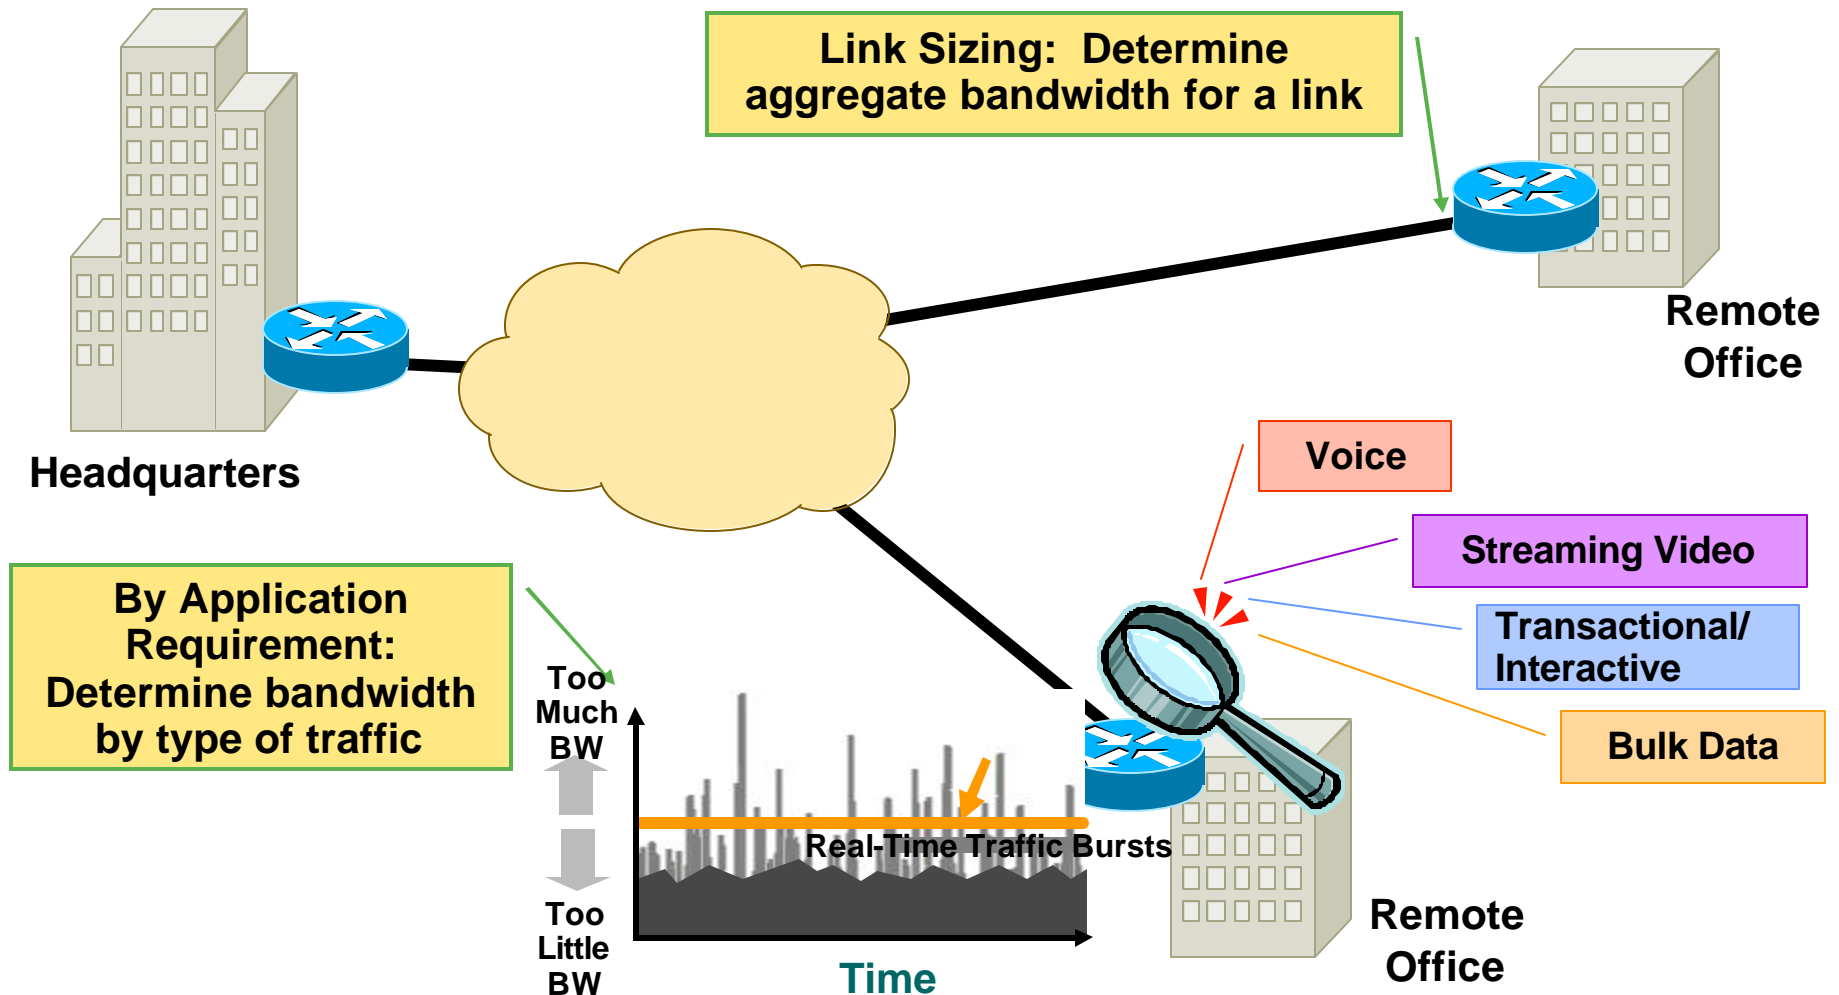 Link Sizing:  Determine
aggregate bandwidth for a link
Remote
Office
Headquarters
Voice
Streaming Video
Transactional/
Interactive
Bulk Data
By Application
Requirement:
Determine bandwidth
by type of traffic
Too
Much
BW
Real-Time Traffic Bursts
Too
Little
BW
Time
Remote
Office